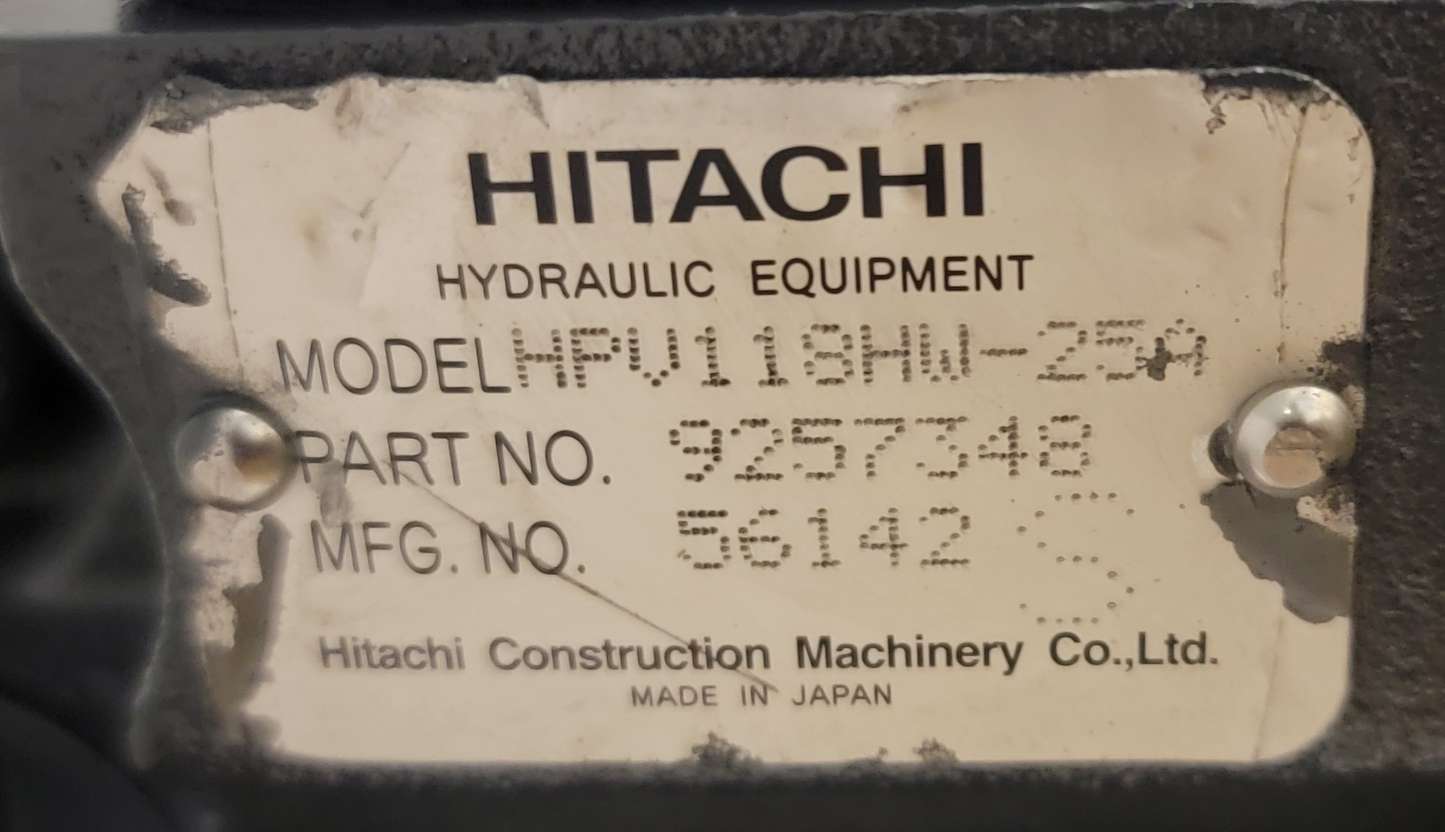 HITACHI
HYDRAULIC EQUIPMENT
MODEL HPV118HW-25A
PART NO. 9257348
MFG. NO. 56142 S
Hitachi Construction Machinery Co.,Ltd.
MADE IN JAPAN